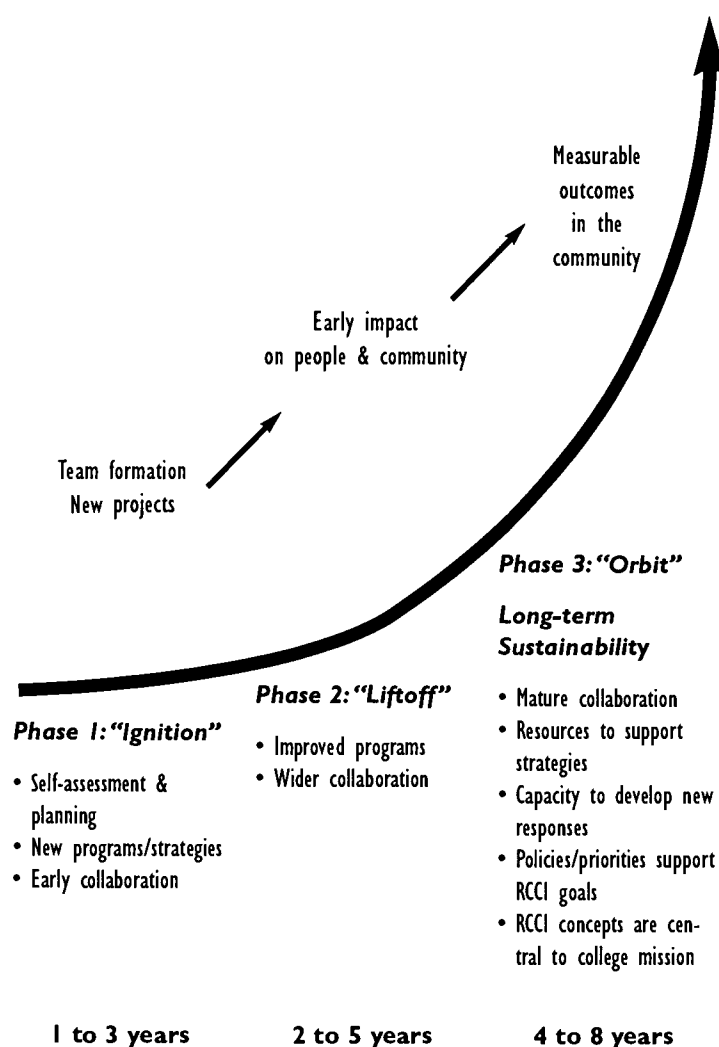 Measurable
outcomes
in the
community
Early impact
on people & community
Team formation
New projects
Phase 1: “Ignition”
• Self-assessment &
planning
• New programs/strategies
• Early collaboration
Phase 2: “Liftoff”
• Improved programs
• Wider collaboration
Phase 3: “Orbit”
Long-term
Sustainability
• Mature collaboration
• Resources to support
strategies
• Capacity to develop new
responses
• Policies/priorities support
RCCI goals
• RCCI concepts are cen-
tral to college mission
1 to 3 years
2 to 5 years
4 to 8 years